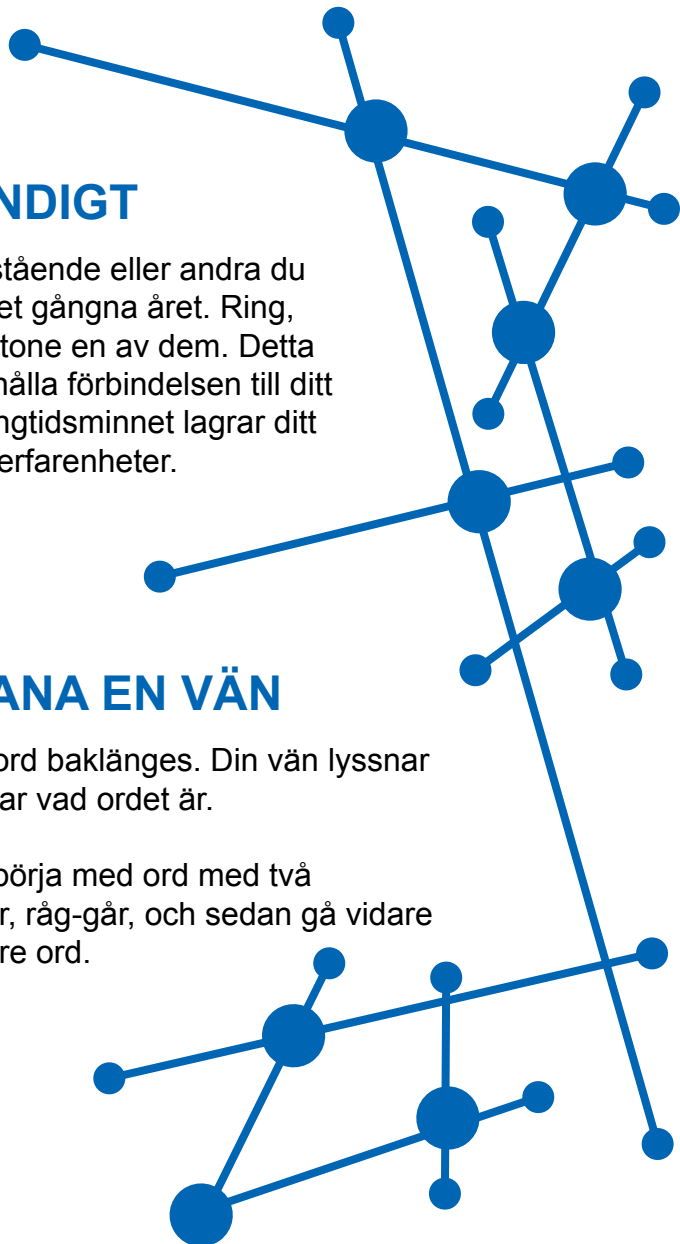 NDIGT
stående eller andra du
et gångna året. Ring,
tone en av dem. Detta
hålla förbindelsen till ditt
ngtidsminnet lagrar ditt
erfarenheter.
ANA EN VÄN
ord baklänges. Din vän lyssnar
ar vad ordet är.
börja med ord med två
r, råg-går, och sedan gå vidare
re ord.